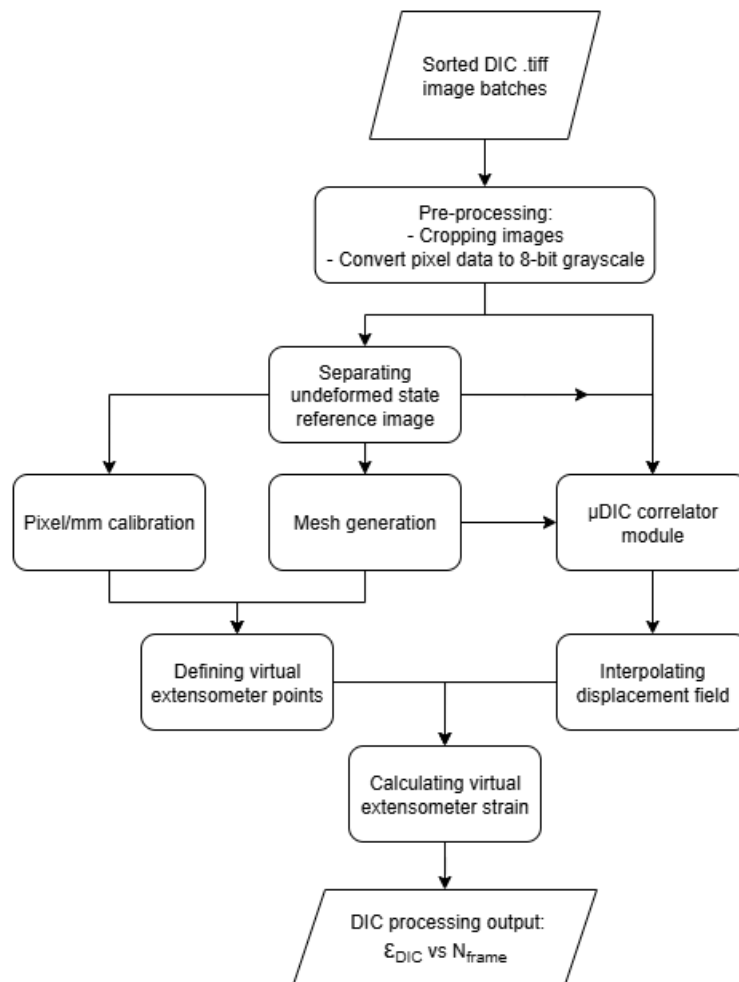 Sorted DIC .tiff
image batches
Pre-processing:
- Cropping images
- Convert pixel data to 8-bit grayscale
Separating
undeformed state
reference image
Pixel/mm calibration
Mesh generation
µDIC correlator
module
Defining virtual
extensometer points
Interpolating
displacement field
Calculating virtual
extensometer strain
DIC processing output:
ƐDIC vs Nframe